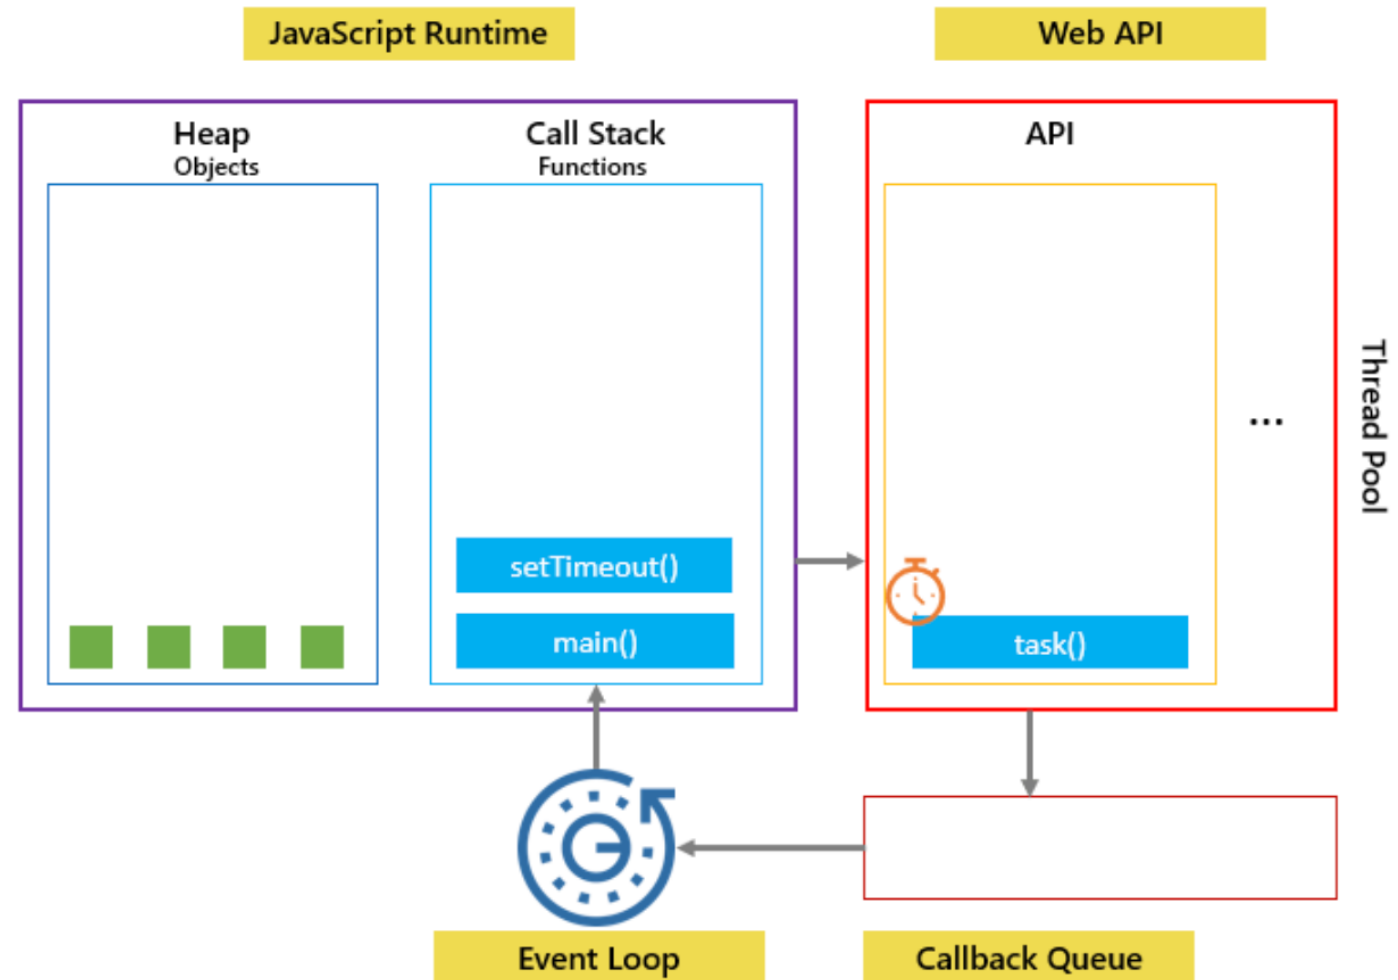 JavaScript Runtime
Web API
Heap
Objects
Call Stack
Functions
API
setTimeout()
main()
task()
...
Thread Pool
Event Loop
Callback Queue